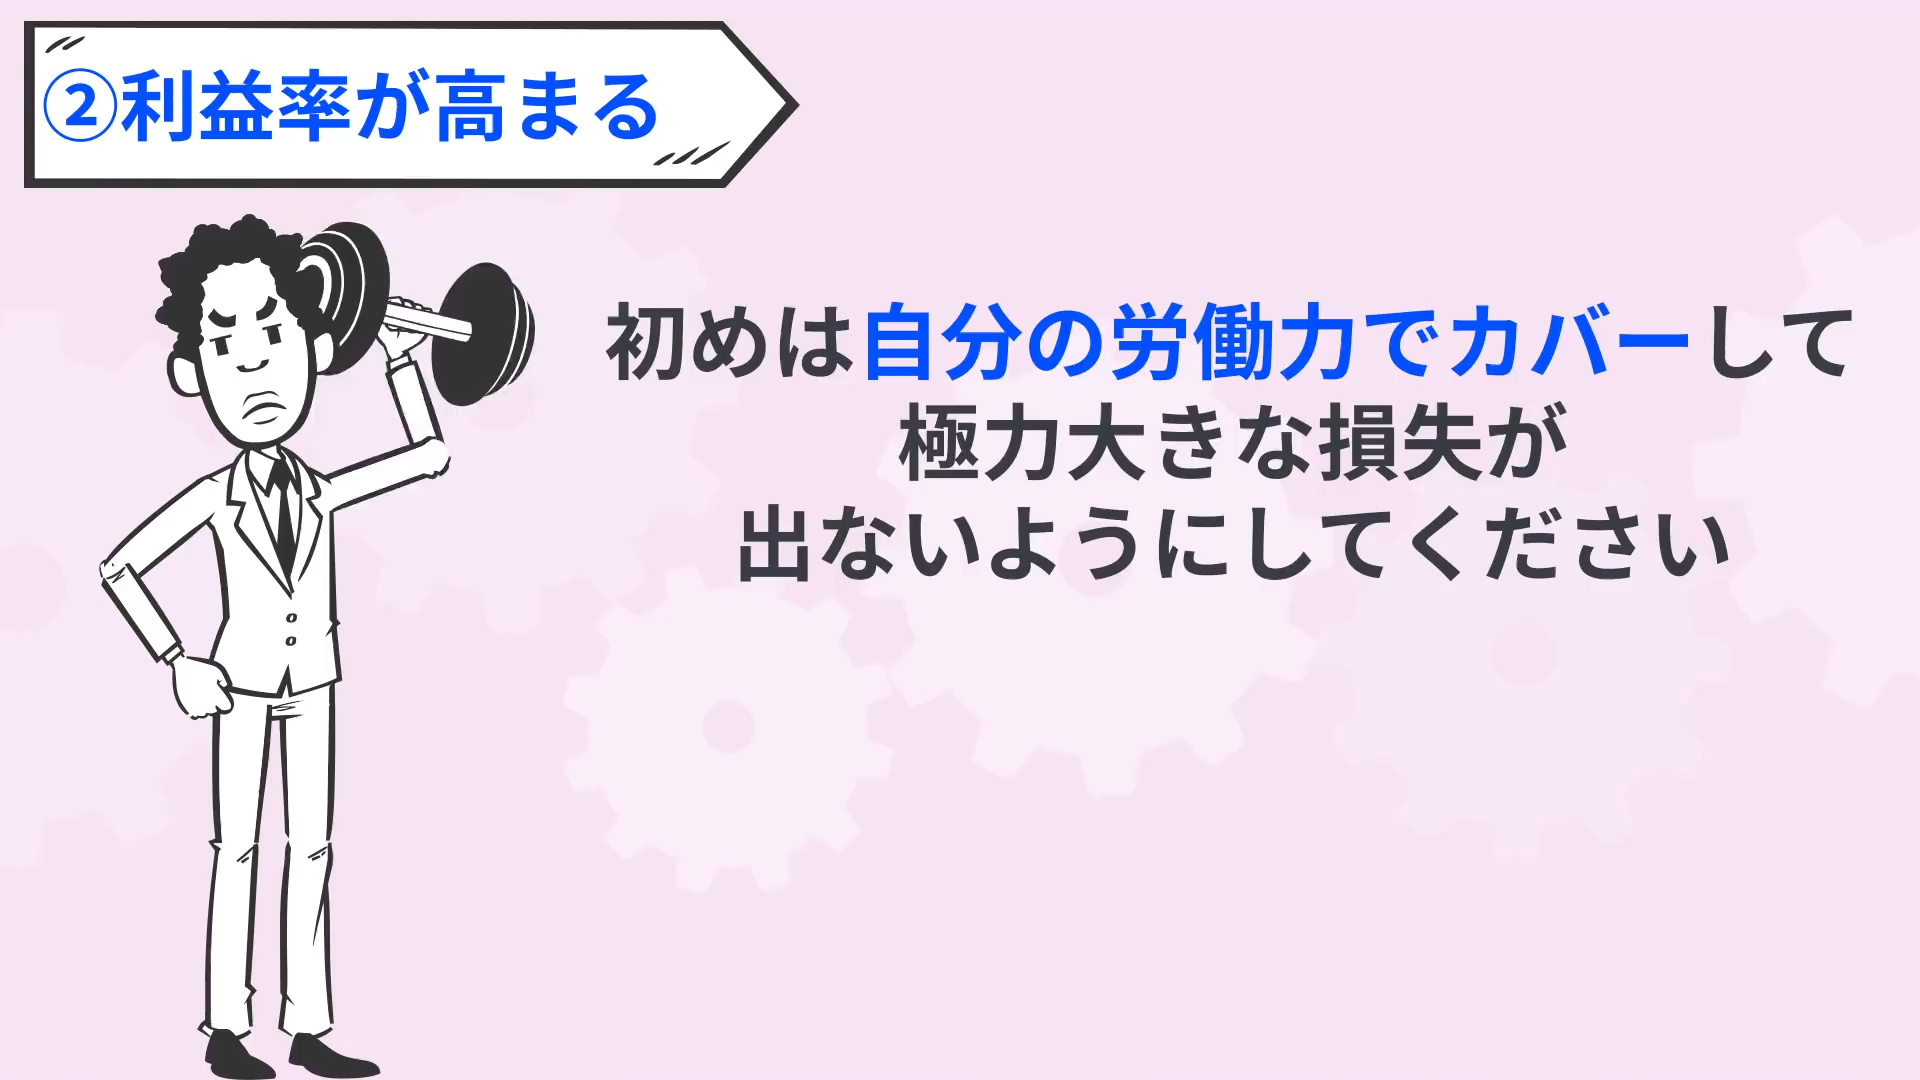 ②利益率が高まる
初めは自分の労働力でカバーして
極力大きな損失が
出ないようにしてください